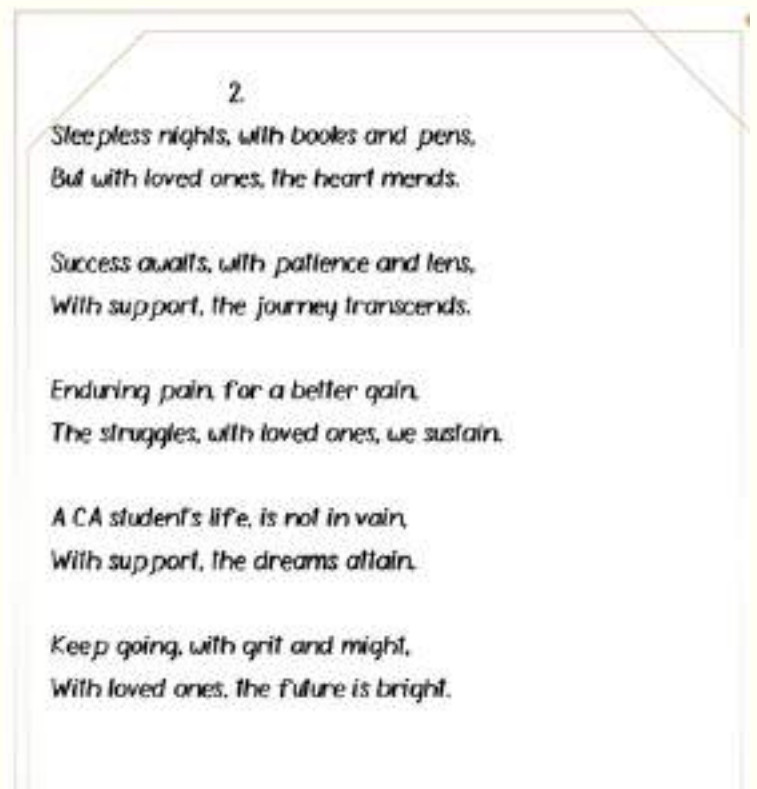 2.
Sleepless nights, with books and pens,
But with loved ones, the heart mends.
Success awaits, with patience and lens,
With support, the journey transcends.
Enduring pain, for a better gain,
The struggles, with loved ones, we sustain.
A CA student's life, is not in vain,
With support, the dreams attain.
Keep going, with grit and might,
With loved ones, the future is bright.